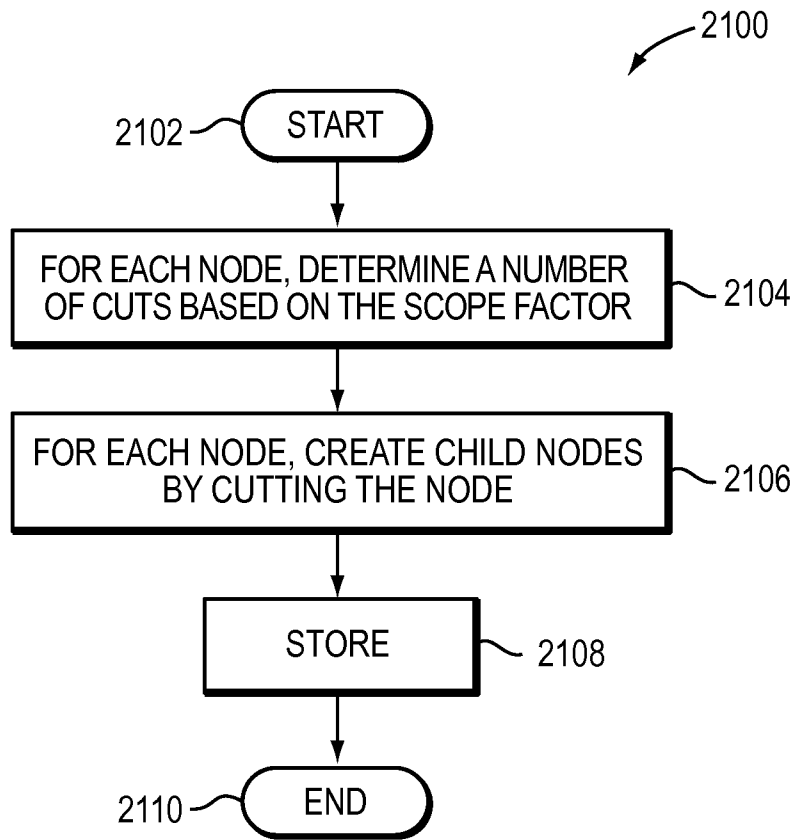 2100
2102
START
FOR EACH NODE, DETERMINE A NUMBER
OF CUTS BASED ON THE SCOPE FACTOR
2104
FOR EACH NODE, CREATE CHILD NODES
BY CUTTING THE NODE
2106
STORE
2108
2110
END